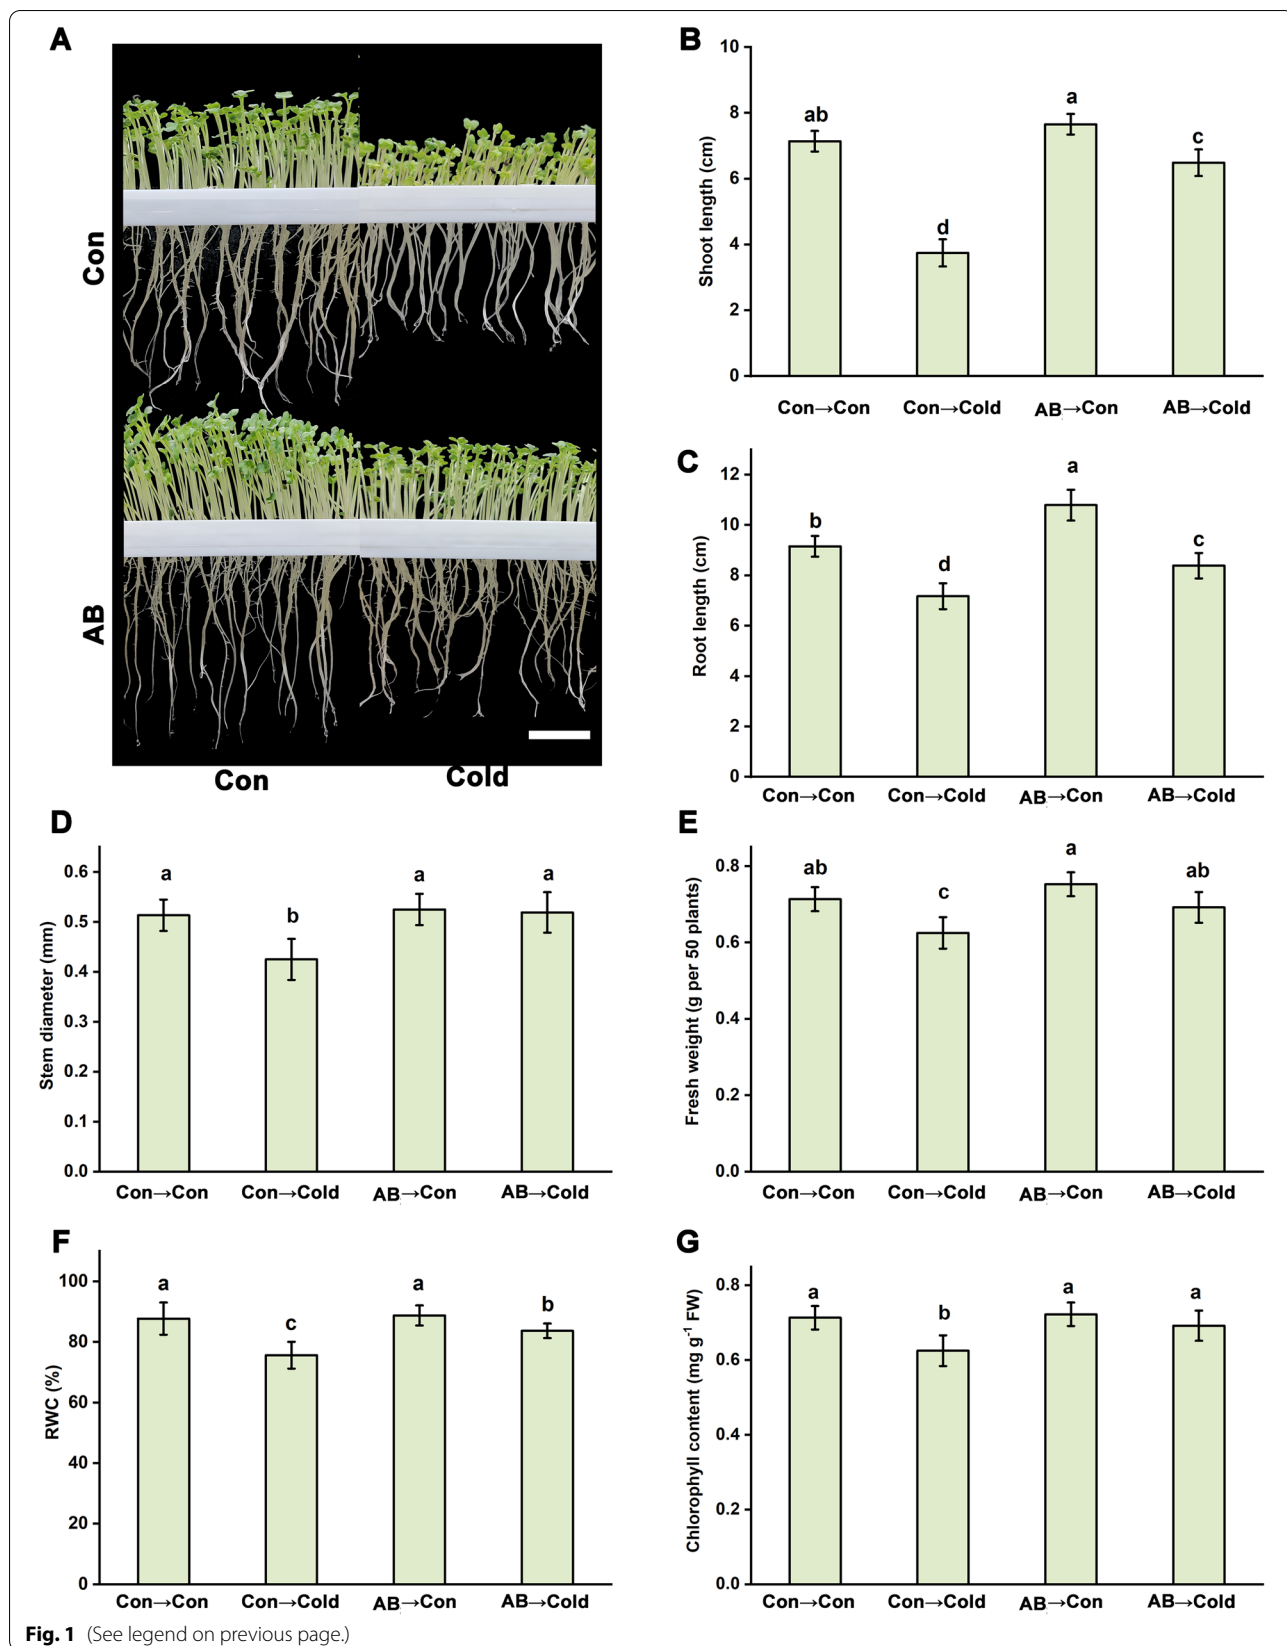 A
Con
AB
Con
Cold
B
Shoot length (cm)
10
8
6
4
2
0
ab
d
a
c
Con→Con
Con→Cold
AB→Con
AB→Cold
C
Root length (cm)
12
10
8
6
4
2
0
b
d
a
c
Con→Con
Con→Cold
AB→Con
AB→Cold
D
Stem diameter (mm)
0.6
0.5
0.4
0.3
0.2
0.1
0.0
a
b
a
a
Con→Con
Con→Cold
AB→Con
AB→Cold
E
Fresh weight (g per 50 plants)
0.8
0.6
0.4
0.2
0.0
ab
c
a
ab
Con→Con
Con→Cold
AB→Con
AB→Cold
F
RWC (%)
100
80
60
40
20
0
a
c
a
b
Con→Con
Con→Cold
AB→Con
AB→Cold
G
Chlorophyll content (mg g⁻¹ FW)
0.8
0.6
0.4
0.2
0.0
a
b
a
a
Con→Con
Con→Cold
AB→Con
AB→Cold
Fig. 1 (See legend on previous page.)